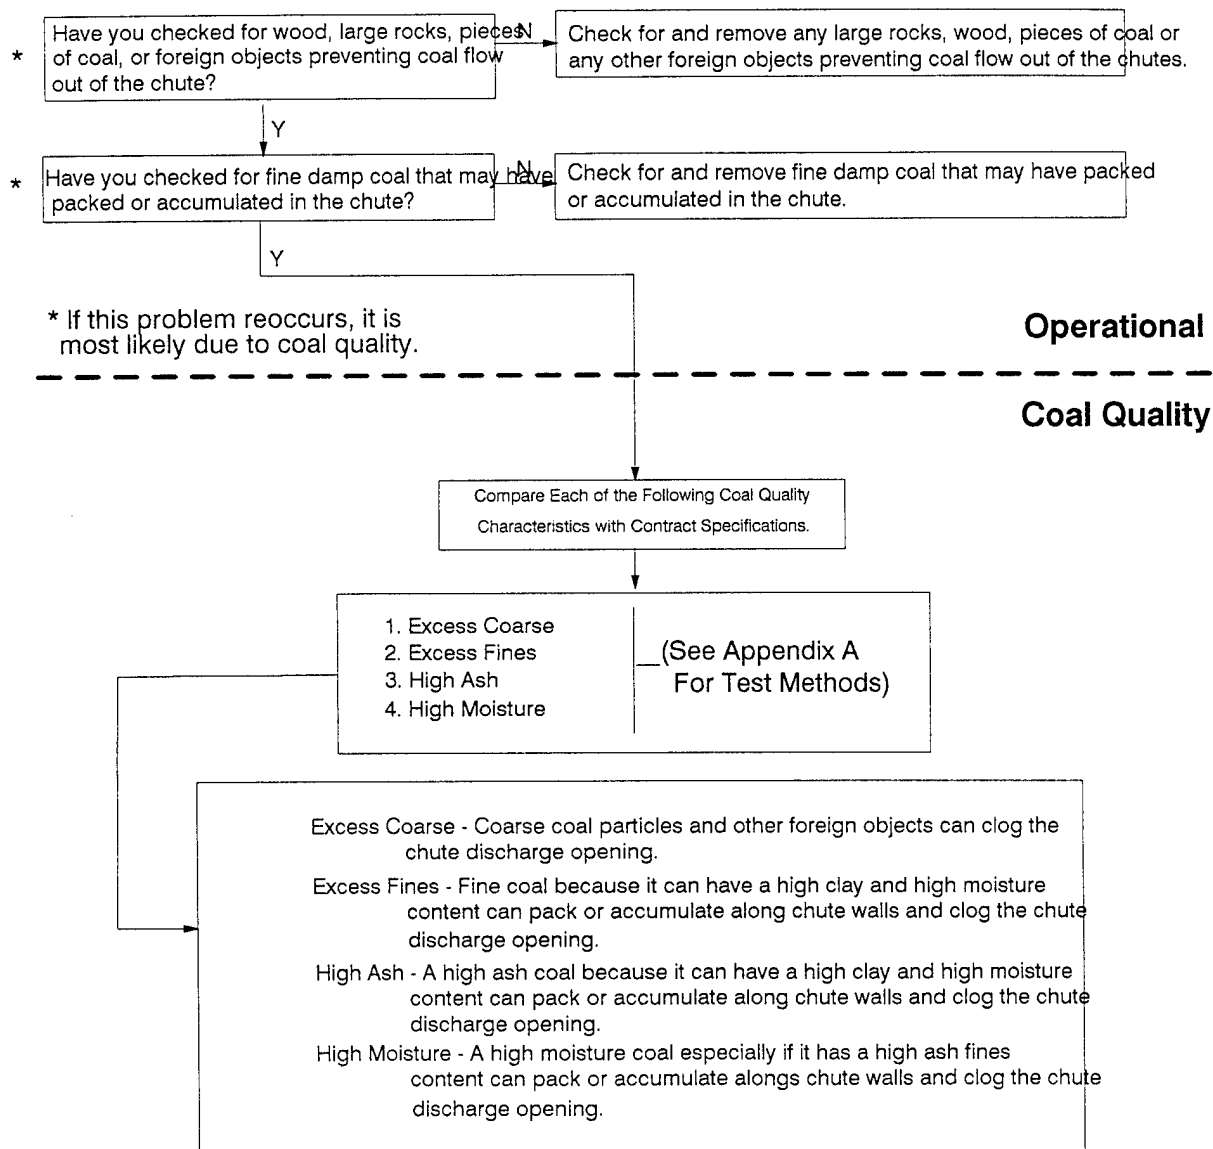 Have you checked for wood, large rocks, pieces
* of coal, or foreign objects preventing coal flow
out of the chute?
N
Check for and remove any large rocks, wood, pieces of coal or
any other foreign objects preventing coal flow out of the chutes.
Y
* Have you checked for fine damp coal that may have
packed or accumulated in the chute?
N
Check for and remove fine damp coal that may have packed
or accumulated in the chute.
Y
* If this problem reoccurs, it is
most likely due to coal quality.
Operational
Coal Quality
Compare Each of the Following Coal Quality
Characteristics with Contract Specifications.
1. Excess Coarse
2. Excess Fines
3. High Ash
4. High Moisture
(See Appendix A
For Test Methods)
Excess Coarse - Coarse coal particles and other foreign objects can clog the
chute discharge opening.
Excess Fines - Fine coal because it can have a high clay and high moisture
content can pack or accumulate along chute walls and clog the chute
discharge opening.
High Ash - A high ash coal because it can have a high clay and high moisture
content can pack or accumulate along chute walls and clog the chute
discharge opening.
High Moisture - A high moisture coal especially if it has a high ash fines
content can pack or accumulate alongs chute walls and clog the chute
discharge opening.